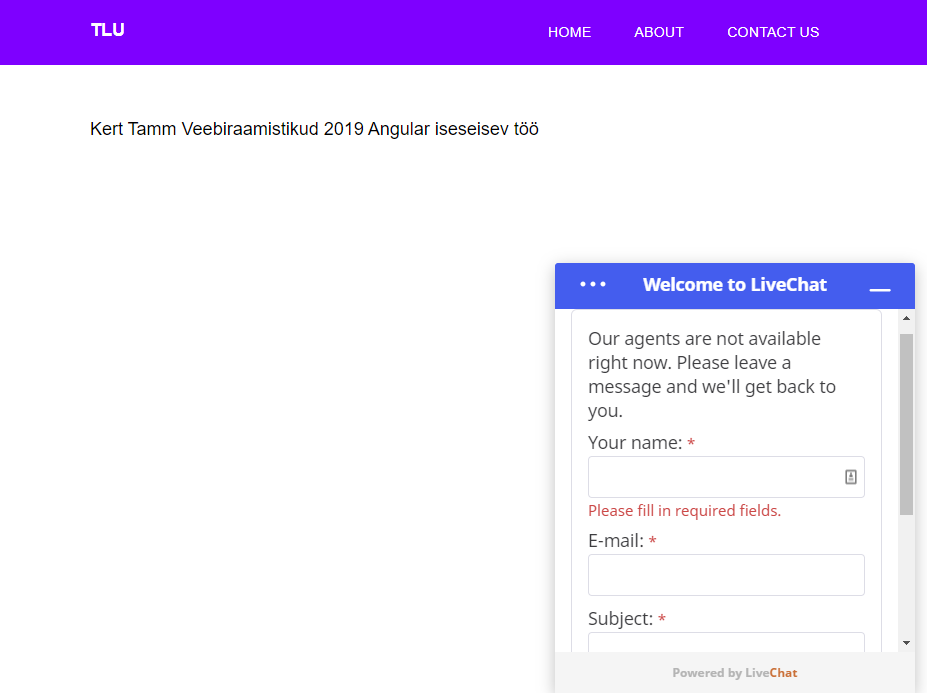 TLU
HOME ABOUT CONTACT US
Kert Tamm Veebiraamistikud 2019 Angular iseseisev töö
Welcome to LiveChat
Our agents are not available
right now. Please leave a
message and we'll get back to
you.
Your name: *
Please fill in required fields.
E-mail: *
Subject: *
Powered by LiveChat